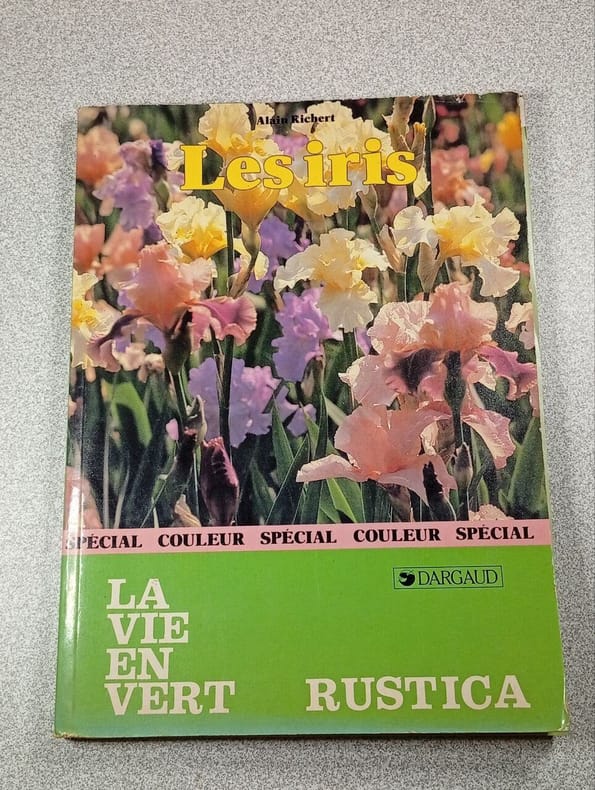 Alain Richert
Les iris
SPÉCIAL COULEUR SPÉCIAL COULEUR SPÉCIAL
DARGAUD
LA
VIE
EN
VERT
RUSTICA